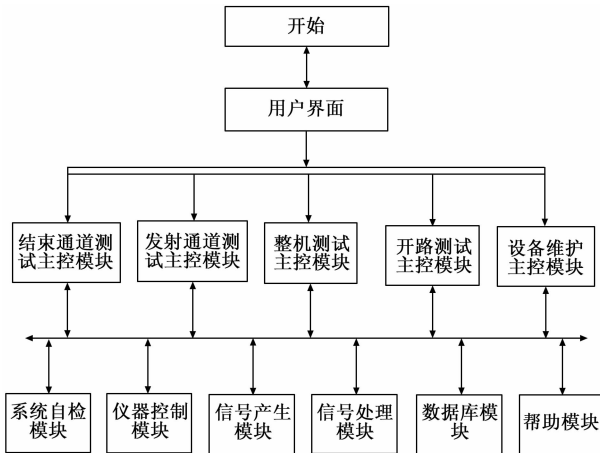 开始
用户界面
结束通道测
试主控模块
发射通道测
试主控模块
整机测试
主控模块
开路测试
主控模块
设备维护
主控模块
系统自检
模块
仪器控制
模块
信号产生
模块
信号处理
模块
数据库模
块
帮助模块